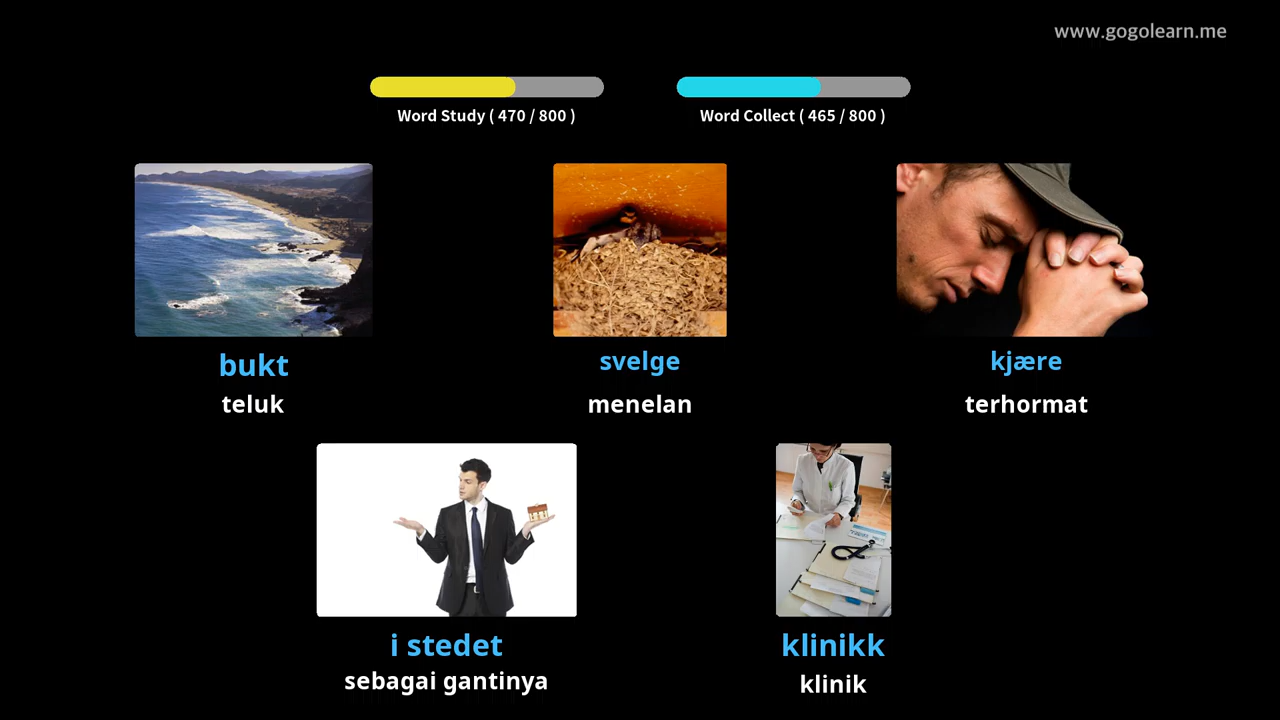 www.gogolearn.me
Word Study ( 470 / 800 )
Word Collect ( 465 / 800 )
bukt
teluk
svelge
menelan
kjære
terhormat
i stedet
sebagai gantinya
klinikk
klinik